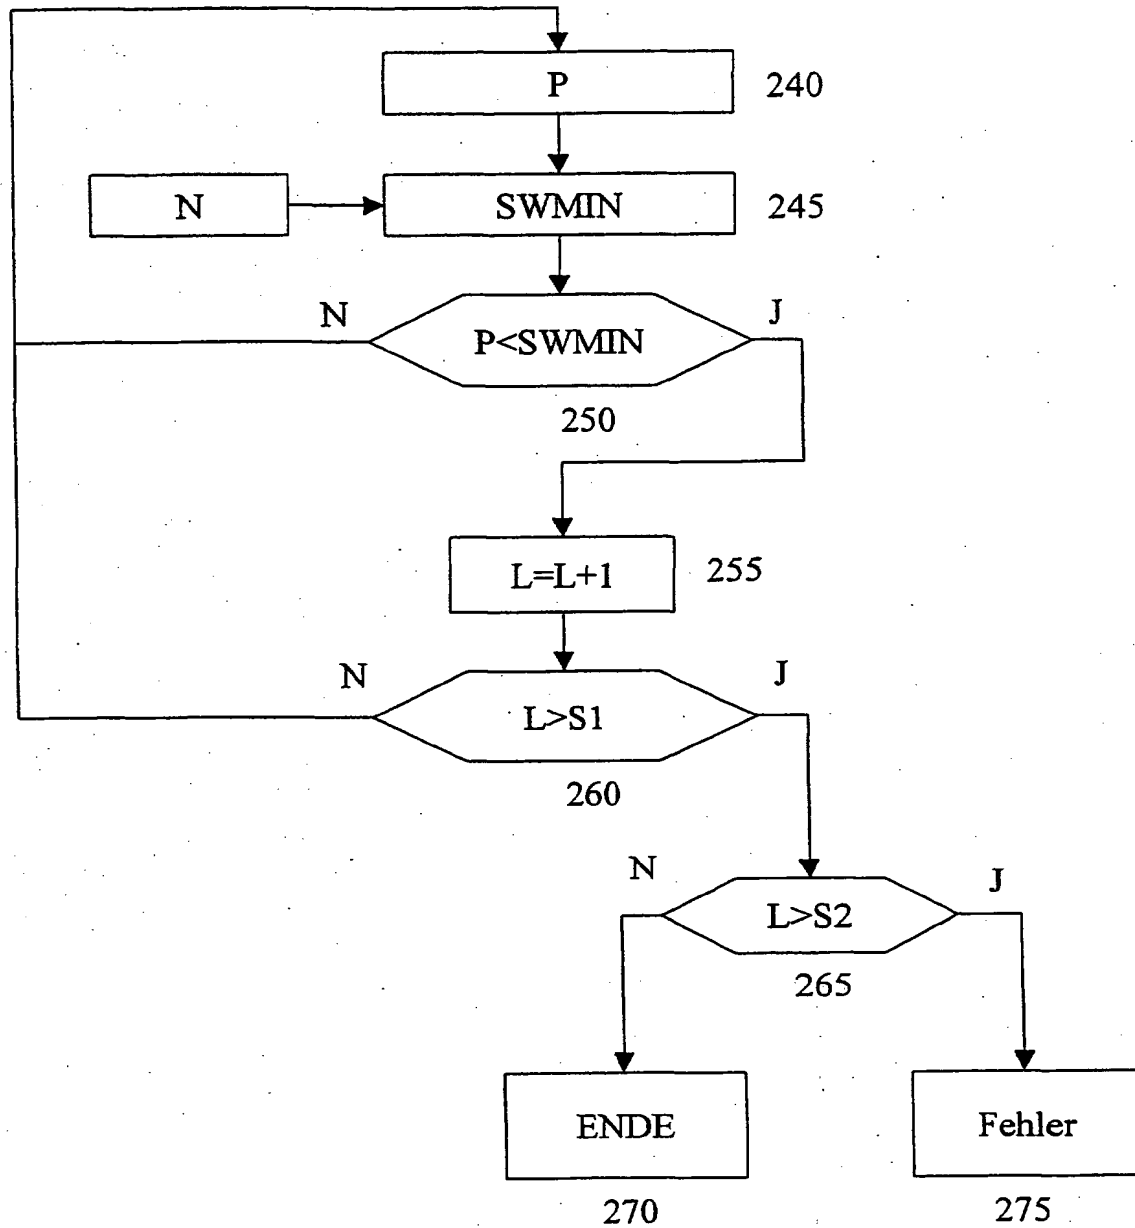 P
240
N
SWMIN
245
N
J
P<SWMIN
250
L=L+1
255
N
J
L>S1
260
N
J
L>S2
265
ENDE
Fehler
270
275